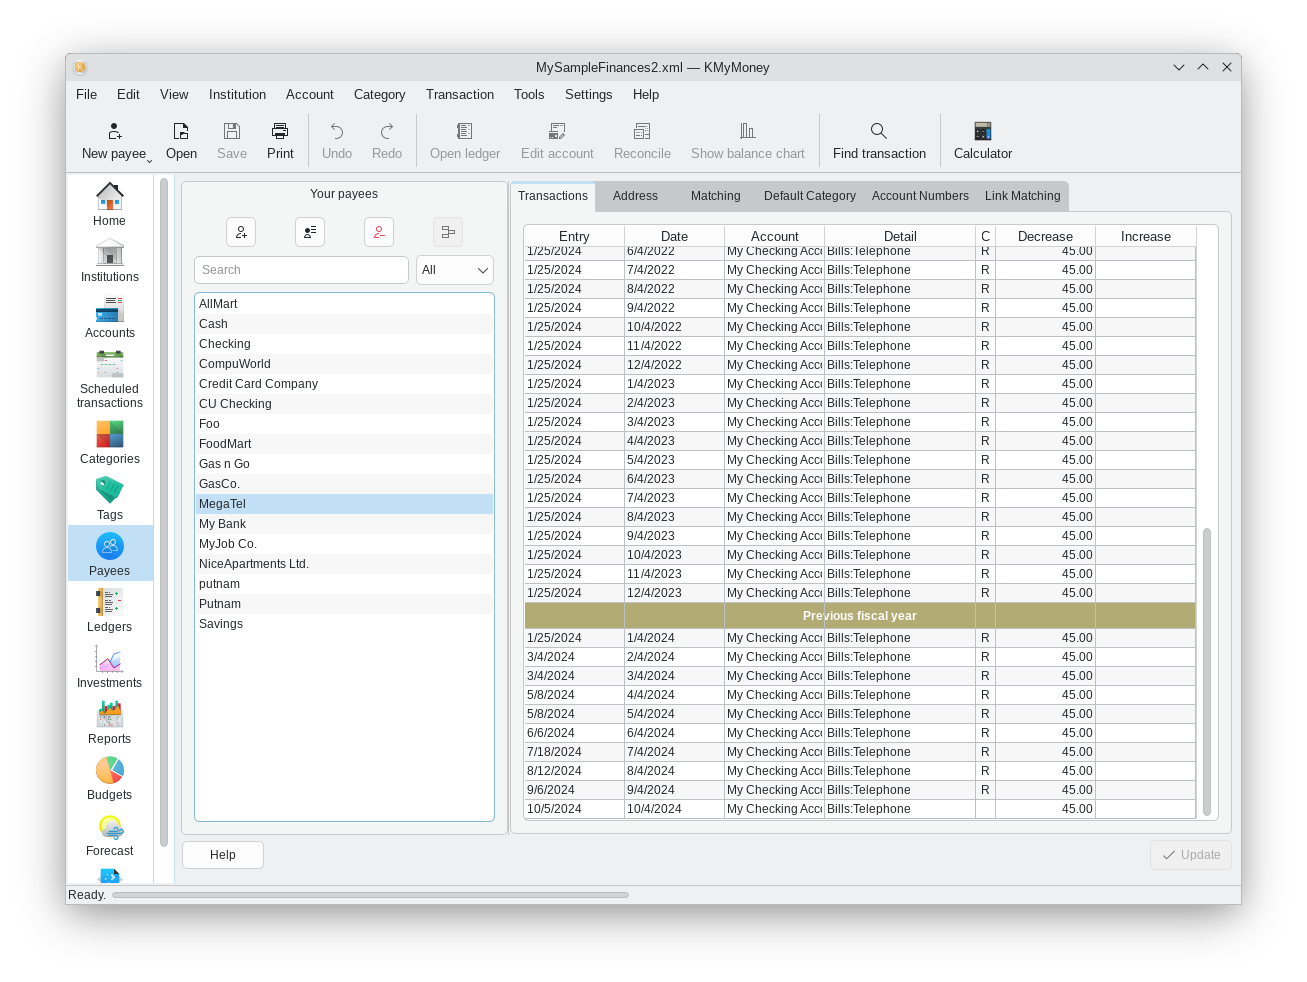 MySampleFinances2.xml — KMyMoney
File Edit View Institution Account Category Transaction Tools Settings Help
New payee Open Save Print Undo Redo Open ledger Edit account Reconcile Show balance chart Find transaction Calculator
Home
Institutions
Accounts
Scheduled
transactions
Categories
Tags
Payees
Ledgers
Investments
Reports
Budgets
Forecast
Your payees
Search All
AllMart
Cash
Checking
CompuWorld
Credit Card Company
CU Checking
Foo
FoodMart
Gas n Go
GasCo.
MegaTel
My Bank
MyJob Co.
NiceApartments Ltd.
putnam
Putnam
Savings
Transactions Address Matching Default Category Account Numbers Link Matching
Entry Date Account Detail C Decrease Increase
1/25/2024 6/4/2022 My Checking Acc Bills:Telephone R 45.00
1/25/2024 7/4/2022 My Checking Acc Bills:Telephone R 45.00
1/25/2024 8/4/2022 My Checking Acc Bills:Telephone R 45.00
1/25/2024 9/4/2022 My Checking Acc Bills:Telephone R 45.00
1/25/2024 10/4/2022 My Checking Acc Bills:Telephone R 45.00
1/25/2024 11/4/2022 My Checking Acc Bills:Telephone R 45.00
1/25/2024 12/4/2022 My Checking Acc Bills:Telephone R 45.00
1/25/2024 1/4/2023 My Checking Acc Bills:Telephone R 45.00
1/25/2024 2/4/2023 My Checking Acc Bills:Telephone R 45.00
1/25/2024 3/4/2023 My Checking Acc Bills:Telephone R 45.00
1/25/2024 4/4/2023 My Checking Acc Bills:Telephone R 45.00
1/25/2024 5/4/2023 My Checking Acc Bills:Telephone R 45.00
1/25/2024 6/4/2023 My Checking Acc Bills:Telephone R 45.00
1/25/2024 7/4/2023 My Checking Acc Bills:Telephone R 45.00
1/25/2024 8/4/2023 My Checking Acc Bills:Telephone R 45.00
1/25/2024 9/4/2023 My Checking Acc Bills:Telephone R 45.00
1/25/2024 10/4/2023 My Checking Acc Bills:Telephone R 45.00
1/25/2024 11/4/2023 My Checking Acc Bills:Telephone R 45.00
1/25/2024 12/4/2023 My Checking Acc Bills:Telephone R 45.00
Previous fiscal year
1/25/2024 1/4/2024 My Checking Acc Bills:Telephone R 45.00
3/4/2024 2/4/2024 My Checking Acc Bills:Telephone R 45.00
3/4/2024 3/4/2024 My Checking Acc Bills:Telephone R 45.00
5/8/2024 4/4/2024 My Checking Acc Bills:Telephone R 45.00
5/8/2024 5/4/2024 My Checking Acc Bills:Telephone R 45.00
6/6/2024 6/4/2024 My Checking Acc Bills:Telephone R 45.00
7/18/2024 7/4/2024 My Checking Acc Bills:Telephone R 45.00
8/12/2024 8/4/2024 My Checking Acc Bills:Telephone R 45.00
9/6/2024 9/4/2024 My Checking Acc Bills:Telephone R 45.00
10/5/2024 10/4/2024 My Checking Acc Bills:Telephone 45.00
Help Update
Ready.